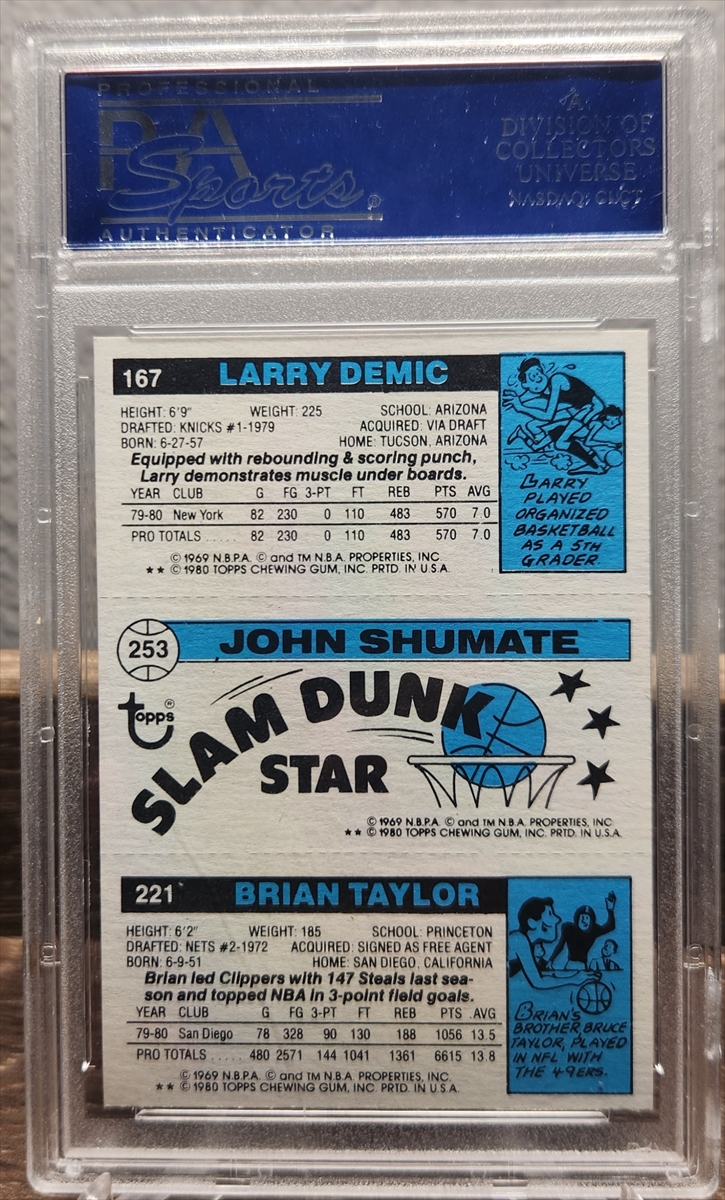 PROFESSIONAL
PSA
Sports®
AUTHENTICATOR
A
DIVISION OF
COLLECTORS
UNIVERSE
NASDAQ: CLCT
167 LARRY DEMIC
HEIGHT: 6'9" WEIGHT: 225 SCHOOL: ARIZONA
DRAFTED: KNICKS #1-1979 ACQUIRED: VIA DRAFT
BORN: 6-27-57 HOME: TUCSON, ARIZONA
Equipped with rebounding & scoring punch,
Larry demonstrates muscle under boards.
YEAR CLUB G FG 3-PT FT REB PTS AVG
79-80 New York 82 230 0 110 483 570 7.0
PRO TOTALS ..... 82 230 0 110 483 570 7.0
© 1969 N.B.P.A. © and TM N.B.A. PROPERTIES, INC
★★ © 1980 TOPPS CHEWING GUM, INC. PRTD. IN U.S.A.
LARRY
PLAYED
ORGANIZED
BASKETBALL
AS A 5TH
GRADER.
253 JOHN SHUMATE
topps®
SLAM DUNK
STAR
© 1969 N.B.P.A. © and TM N.B.A. PROPERTIES, INC
★★ © 1980 TOPPS CHEWING GUM, INC. PRTD. IN U.S.A.
221 BRIAN TAYLOR
HEIGHT: 6'2" WEIGHT: 185 SCHOOL: PRINCETON
DRAFTED: NETS #2-1972 ACQUIRED: SIGNED AS FREE AGENT
BORN: 6-9-51 HOME: SAN DIEGO, CALIFORNIA
Brian led Clippers with 147 Steals last sea-
son and topped NBA in 3-point field goals.
YEAR CLUB G FG 3-PT FT REB PTS AVG
79-80 San Diego 78 328 90 130 188 1056 13.5
PRO TOTALS ..... 480 2571 144 1041 1361 6615 13.8
© 1969 N.B.P.A. © and TM N.B.A. PROPERTIES, INC.
★★ © 1980 TOPPS CHEWING GUM, INC. PRTD. IN U.S.A.
BRIAN'S
BROTHER, BRUCE
TAYLOR, PLAYED
IN NFL WITH
THE 49ERS.